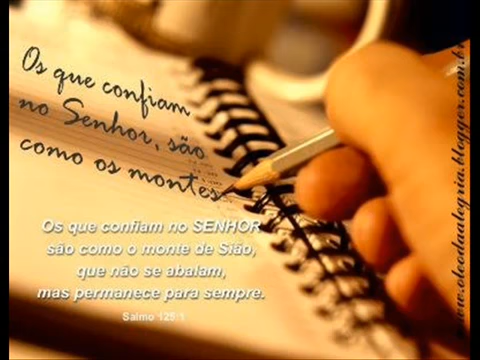 Os que confiam
no Senhor, são
como os montes
Os que confiam no SENHOR
são como o monte de Sião,
que não se abalam,
mas permanece para sempre.
Salmo 125:1
www.oleodaalegria.blogger.com.br